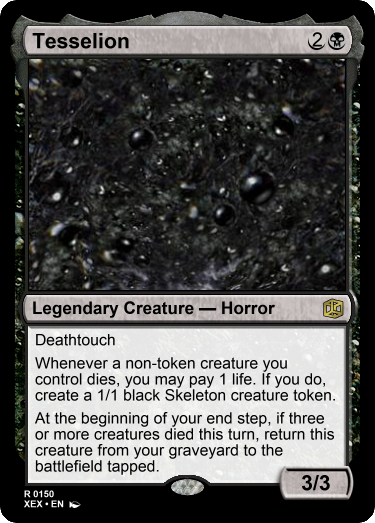 Tesselion 2
Legendary Creature — Horror
Deathtouch
Whenever a non-token creature you
control dies, you may pay 1 life. If you do,
create a 1/1 black Skeleton creature token.
At the beginning of your end step, if three
or more creatures died this turn, return this
creature from your graveyard to the
battlefield tapped.
3/3
R 0150
XEX • EN